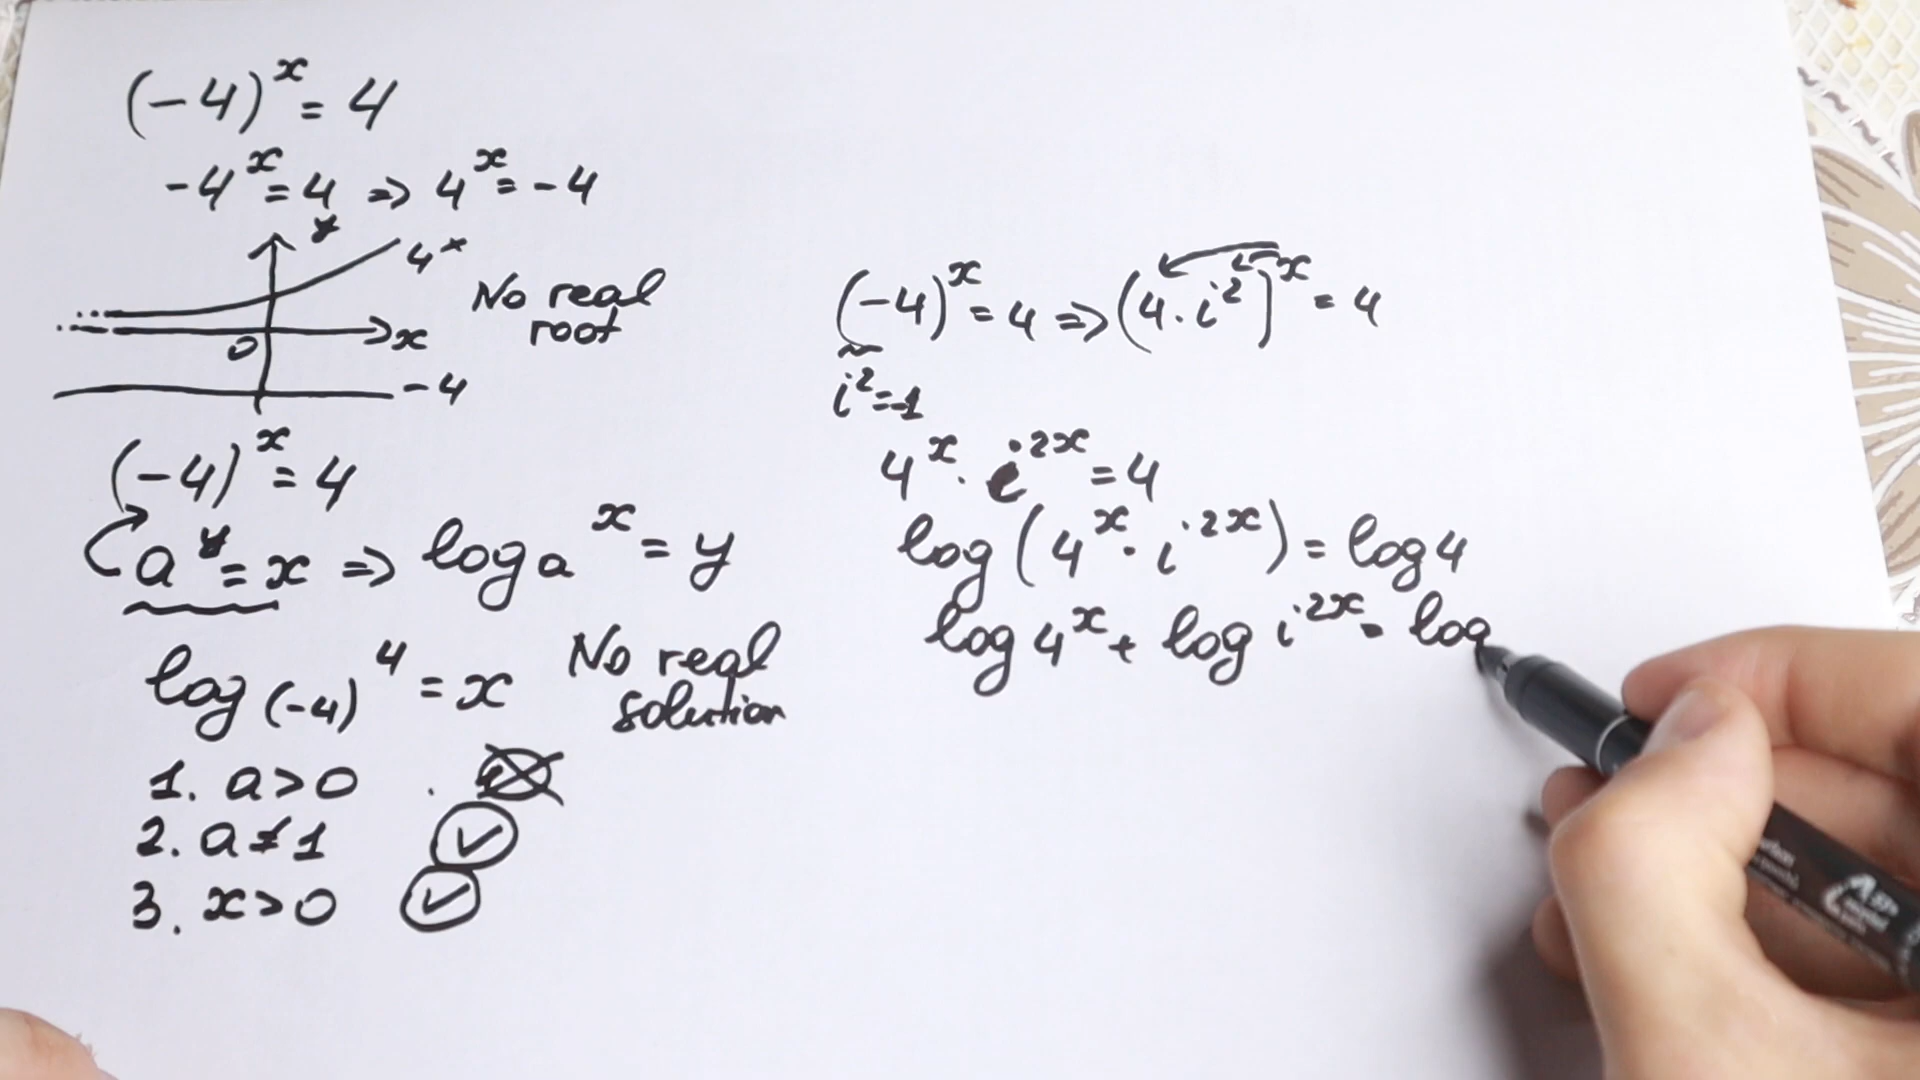 (-4)^x = 4
-4^x = 4 => 4^x = -4
y
4^x
No real
root
x
0
-4
(-4)^x = 4
a^y = x => log_a^x = y
log_(-4)^4 = x
No real
solution
1. a > 0
2. a ≠ 1
3. x > 0
(-4)^x = 4 => (4 · i^2)^x = 4
i^2 = -1
4^x · i^2x = 4
log (4^x · i^2x) = log 4
log 4^x + log i^2x = log